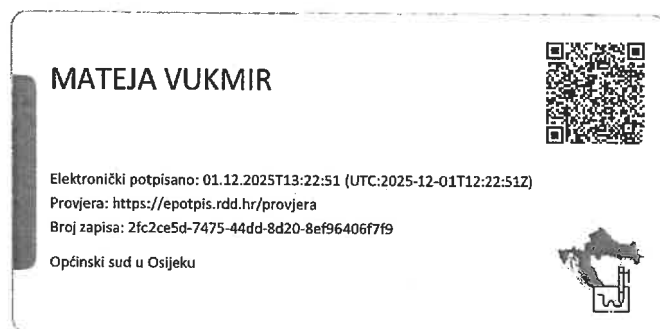 MATEJA VUKMIR
Elektronički potpisano: 01.12.2025T13:22:51 (UTC:2025-12-01T12:22:51Z)
Provjera: https://epotpis.rdd.hr/provjera
Broj zapisa: 2fc2ce5d-7475-44dd-8d20-8ef96406f7f9
Općinski sud u Osijeku